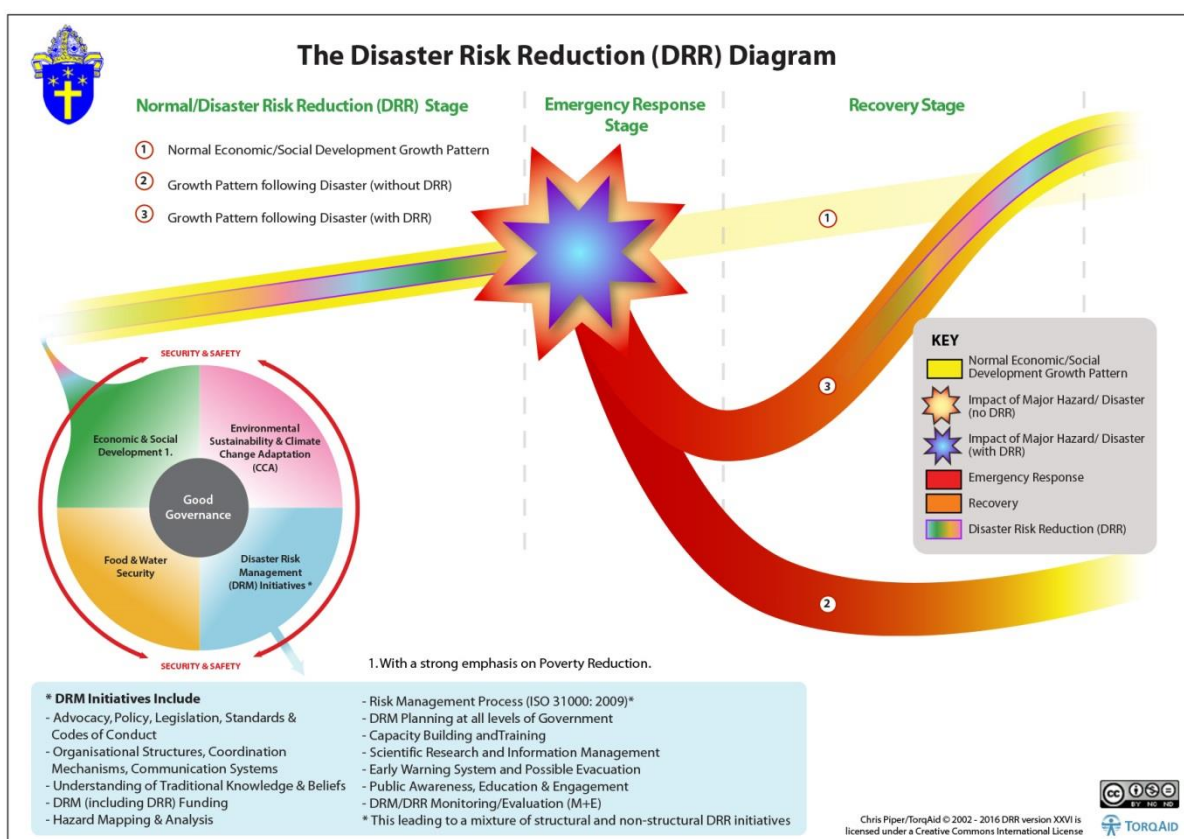 The Disaster Risk Reduction (DRR) Diagram
Normal/Disaster Risk Reduction (DRR) Stage
Emergency Response
Stage
Recovery Stage
1 Normal Economic/Social Development Growth Pattern
2 Growth Pattern following Disaster (without DRR)
3 Growth Pattern following Disaster (with DRR)
1
3
2
SECURITY & SAFETY
Economic & Social
Development 1.
Environmental
Sustainability & Climate
Change Adaptation
(CCA)
Good
Governance
Food & Water
Security
Disaster Risk
Management
(DRM) Initiatives *
SECURITY & SAFETY
KEY
Normal Economic/Social
Development Growth Pattern
Impact of Major Hazard/ Disaster
(no DRR)
Impact of Major Hazard/ Disaster
(with DRR)
Emergency Response
Recovery
Disaster Risk Reduction (DRR)
1. With a strong emphasis on Poverty Reduction.
* DRM Initiatives Include
- Advocacy, Policy, Legislation, Standards &
Codes of Conduct
- Organisational Structures, Coordination
Mechanisms, Communication Systems
- Understanding of Traditional Knowledge & Beliefs
- DRM (including DRR) Funding
- Hazard Mapping & Analysis
- Risk Management Process (ISO 31000: 2009)*
- DRM Planning at all levels of Government
- Capacity Building andTraining
- Scientific Research and Information Management
- Early Warning System and Possible Evacuation
- Public Awareness, Education & Engagement
- DRM/DRR Monitoring/Evaluation (M+E)
* This leading to a mixture of structural and non-structural DRR initiatives
Chris Piper/TorqAid © 2002 - 2016 DRR version XXVI is
licensed under a Creative Commons International License
cc
BY NC ND
TORQAID